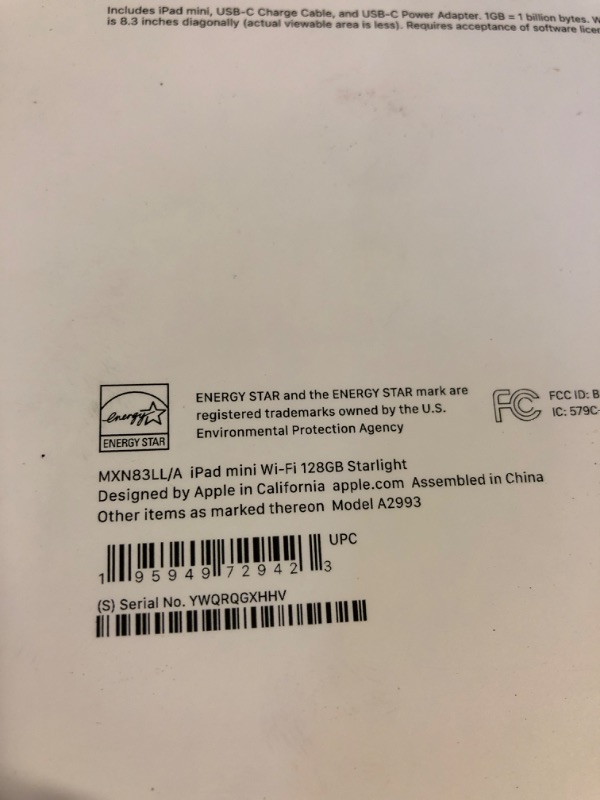 Includes iPad mini, USB-C Charge Cable, and USB-C Power Adapter. 1GB = 1 billion bytes.
is 8.3 inches diagonally (actual viewable area is less). Requires acceptance of software
energy
ENERGY STAR
ENERGY STAR and the ENERGY STAR mark are
registered trademarks owned by the U.S.
Environmental Protection Agency
FC
FCC ID: B
IC: 579C-
MXN83LL/A iPad mini Wi-Fi 128GB Starlight
Designed by Apple in California apple.com Assembled in China
Other items as marked thereon Model A2993
UPC
1 95949 72942 3
(S) Serial No. YWQRQGXHHV